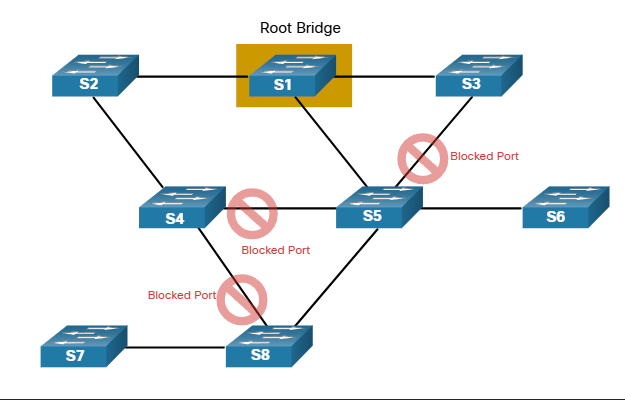 Root Bridge
S2
S1
S3
Blocked Port
S4
S5
S6
Blocked Port
Blocked Port
S7
S8